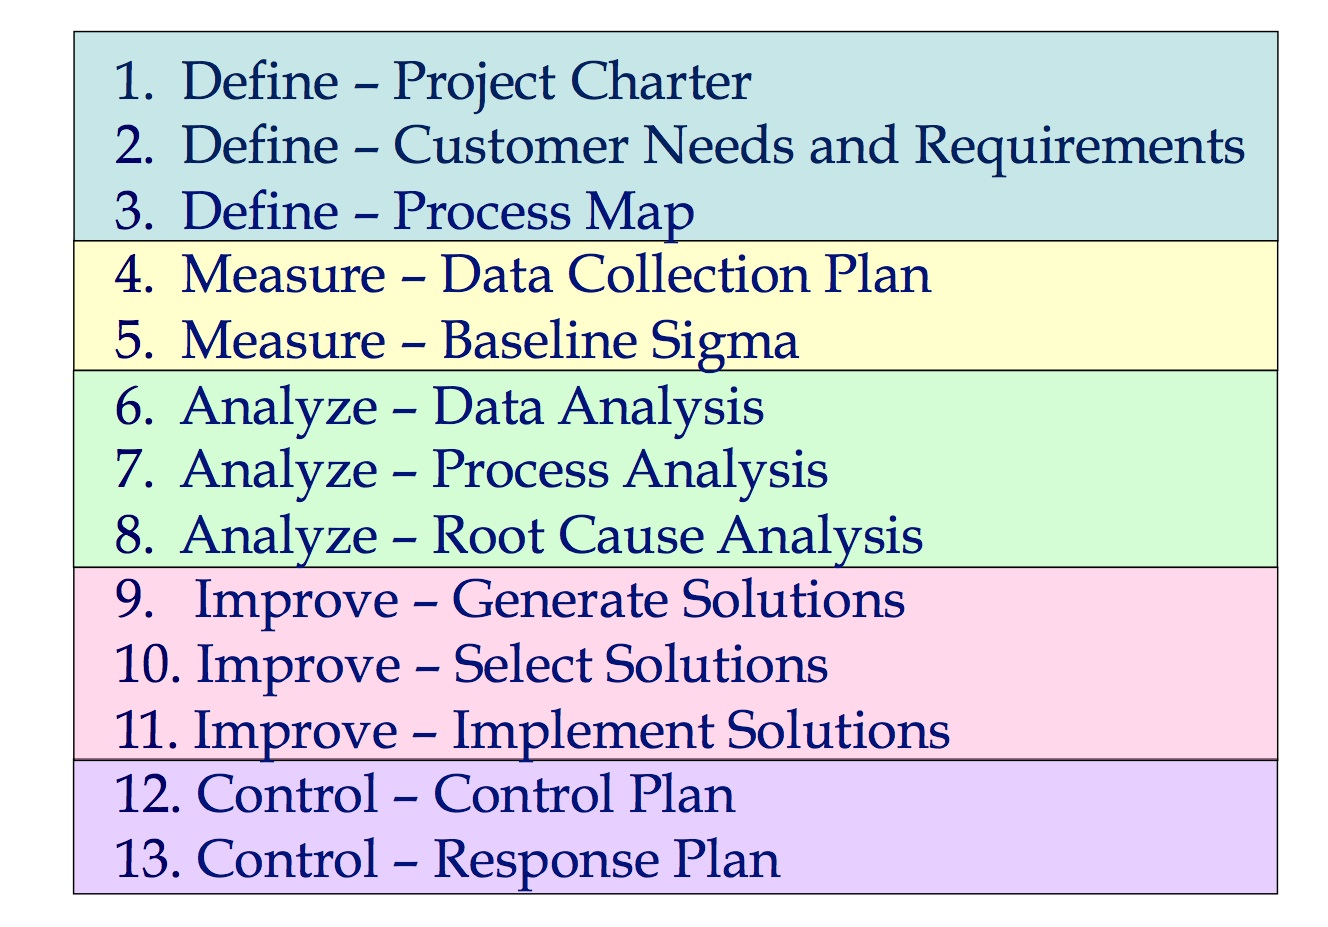 1. Define – Project Charter
2. Define – Customer Needs and Requirements
3. Define – Process Map
4. Measure – Data Collection Plan
5. Measure – Baseline Sigma
6. Analyze – Data Analysis
7. Analyze – Process Analysis
8. Analyze – Root Cause Analysis
9. Improve – Generate Solutions
10. Improve – Select Solutions
11. Improve – Implement Solutions
12. Control – Control Plan
13. Control – Response Plan